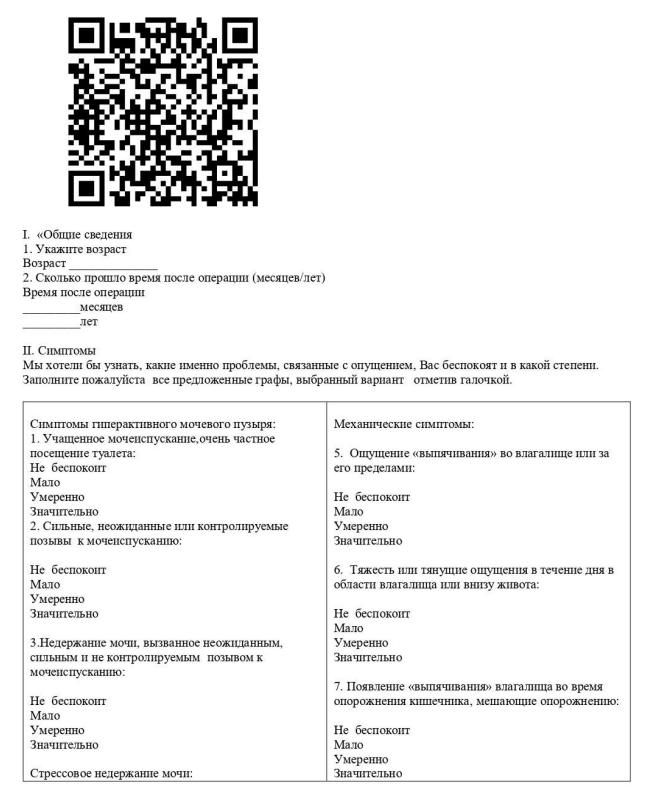 I. «Общие сведения
1. Укажите возраст
Возраст ______________
2. Сколько прошло время после операции (месяцев/лет)
Время после операции
_________месяцев
_________лет
II. Симптомы
Мы хотели бы узнать, какие именно проблемы, связанные с опущением, Вас беспокоят и в какой степени.
Заполните пожалуйста все предложенные графы, выбранный вариант отметив галочкой.
Симптомы гиперактивного мочевого пузыря:
1. Учащенное мочеиспускание,очень частное
посещение туалета:
Не беспокоит
Мало
Умеренно
Значительно
2. Сильные, неожиданные или контролируемые
позывы к мочеиспусканию:
Не беспокоит
Мало
Умеренно
Значительно
3.Недержание мочи, вызванное неожиданным,
сильным и не контролируемым позывом к
мочеиспусканию:
Не беспокоит
Мало
Умеренно
Значительно
Стрессовое недержание мочи:
Механические симптомы:
5. Ощущение «выпячивания» во влагалище или за
его пределами:
Не беспокоит
Мало
Умеренно
Значительно
6. Тяжесть или тянущие ощущения в течение дня в
области влагалища или внизу живота:
Не беспокоит
Мало
Умеренно
Значительно
7. Появление «выпячивания» влагалища во время
опорожнения кишечника, мешающие опорожнению:
Не беспокоит
Мало
Умеренно
Значительно